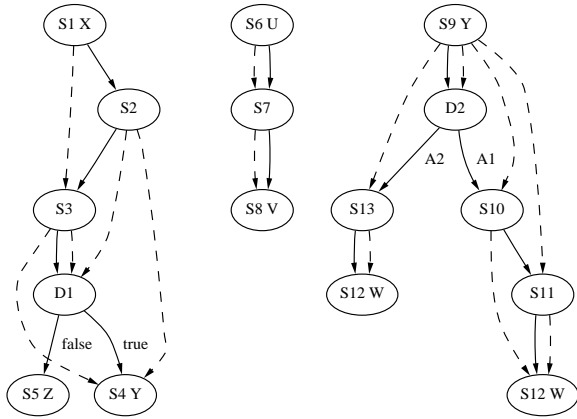 S1 X
S6 U
S9 Y
S2
S7
D2
A2
A1
S3
S8 V
S13
S10
D1
S12 W
S11
false
true
S5 Z
S4 Y
S12 W